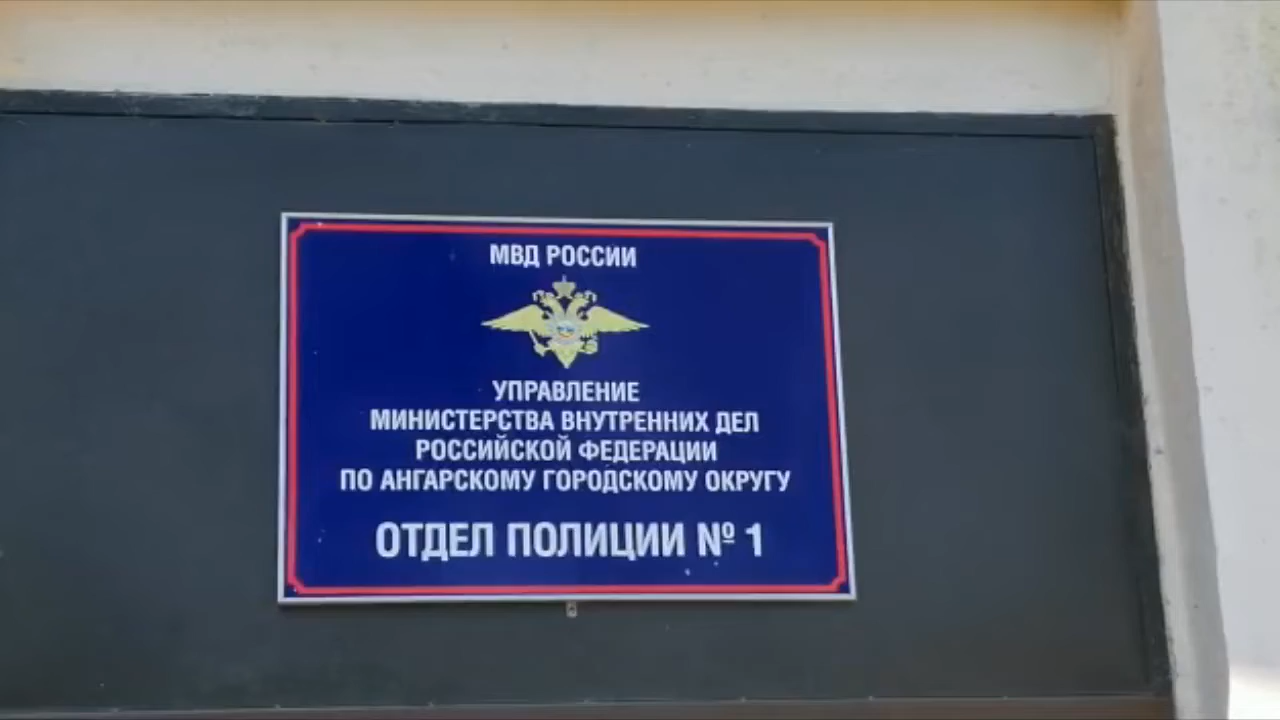 МВД РОССИИ
УПРАВЛЕНИЕ
МИНИСТЕРСТВА ВНУТРЕННИХ ДЕЛ
РОССИЙСКОЙ ФЕДЕРАЦИИ
ПО АНГАРСКОМУ ГОРОДСКОМУ ОКРУГУ
ОТДЕЛ ПОЛИЦИИ № 1